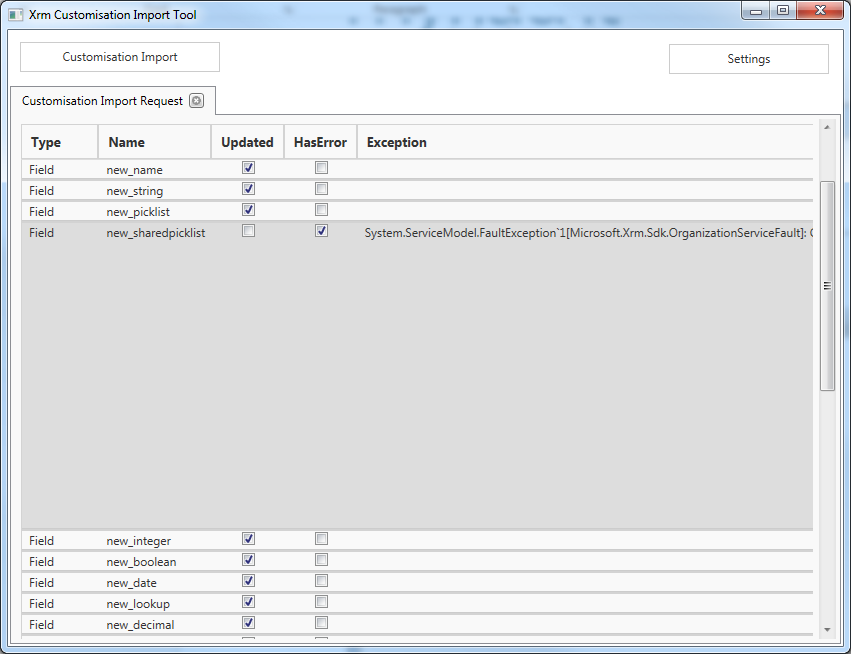 Xrm Customisation Import Tool
Customisation Import
Settings
Customisation Import Request
Type Name Updated HasError Exception
Field new_name
Field new_string
Field new_picklist
Field new_sharedpicklist System.ServiceModel.FaultException`1[Microsoft.Xrm.Sdk.OrganizationServiceFault]:
Field new_integer
Field new_boolean
Field new_date
Field new_lookup
Field new_decimal